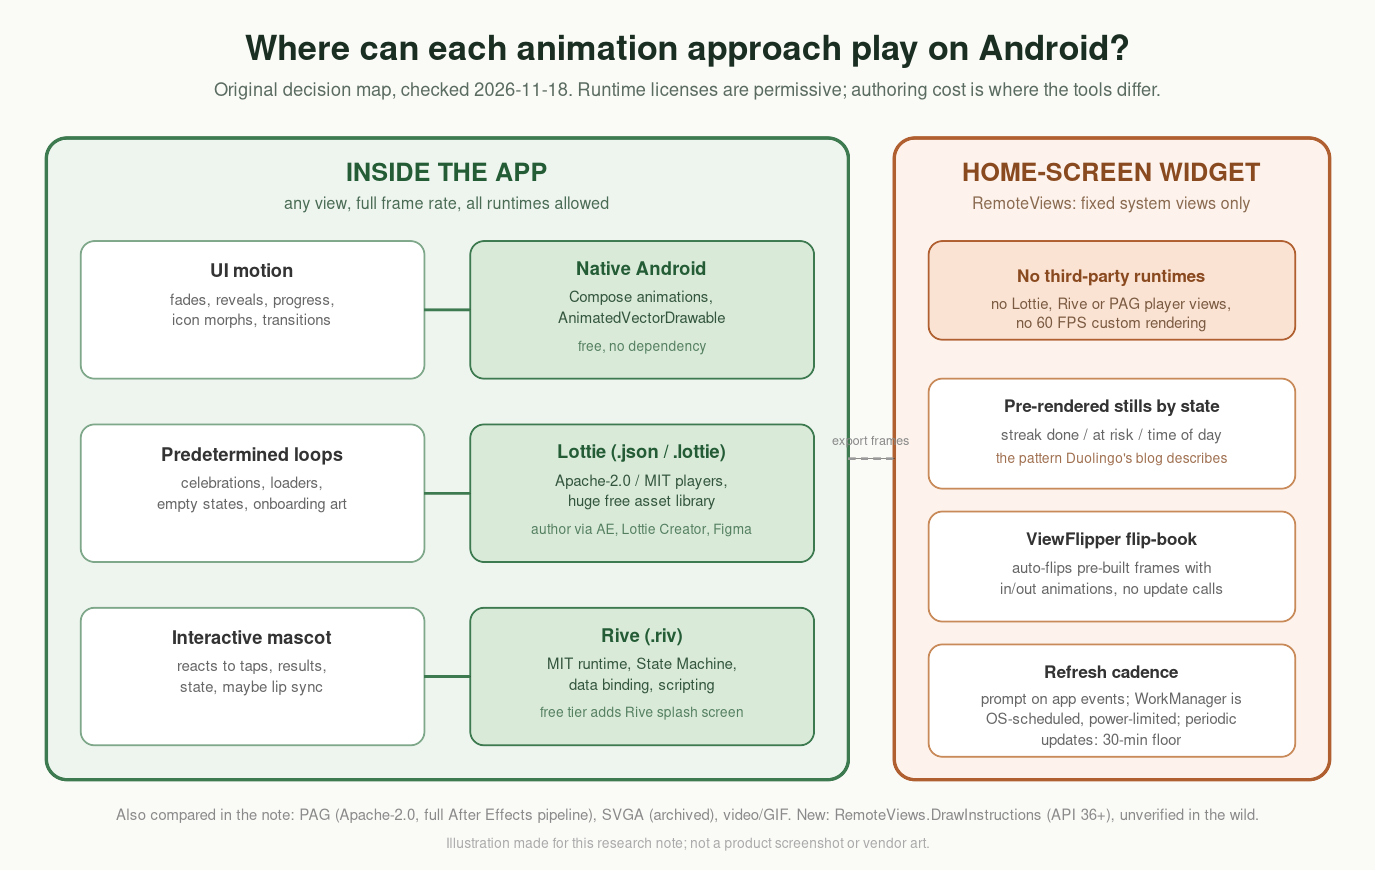 Where can each animation approach play on Android?
Original decision map, checked 2026-11-18. Runtime licenses are permissive; authoring cost is where the tools differ.
INSIDE THE APP
any view, full frame rate, all runtimes allowed
UI motion
fades, reveals, progress,
icon morphs, transitions
Native Android
Compose animations,
AnimatedVectorDrawable
free, no dependency
Predetermined loops
celebrations, loaders,
empty states, onboarding art
Lottie (.json / .lottie)
Apache-2.0 / MIT players,
huge free asset library
author via AE, Lottie Creator, Figma
Interactive mascot
reacts to taps, results,
state, maybe lip sync
Rive (.riv)
MIT runtime, State Machine,
data binding, scripting
free tier adds Rive splash screen
export frames
HOME-SCREEN WIDGET
RemoteViews: fixed system views only
No third-party runtimes
no Lottie, Rive or PAG player views,
no 60 FPS custom rendering
Pre-rendered stills by state
streak done / at risk / time of day
the pattern Duolingo's blog describes
ViewFlipper flip-book
auto-flips pre-built frames with
in/out animations, no update calls
Refresh cadence
prompt on app events; WorkManager is
OS-scheduled, power-limited; periodic
updates: 30-min floor
Also compared in the note: PAG (Apache-2.0, full After Effects pipeline), SVGA (archived), video/GIF. New: RemoteViews.DrawInstructions (API 36+), unverified in the wild.
Illustration made for this research note; not a product screenshot or vendor art.